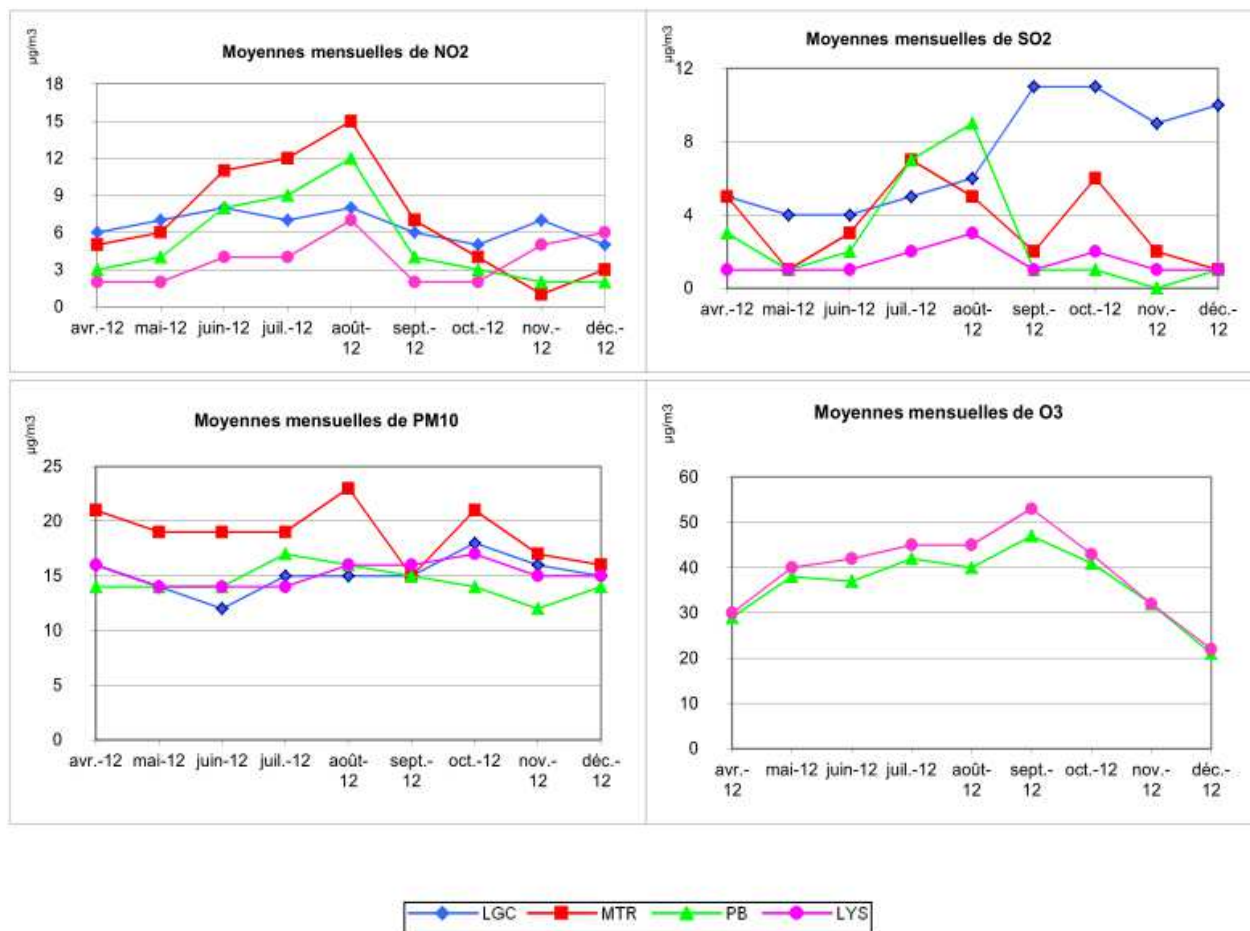 µg/m3
Moyennes mensuelles de NO2
18
15
12
9
6
3
0
avr.-12 mai-12 juin-12 juil.-12 août-12 sept.-12 oct.-12 nov.-12 déc.-12
µg/m3
Moyennes mensuelles de SO2
12
8
4
0
avr.-12 mai-12 juin-12 juil.-12 août-12 sept.-12 oct.-12 nov.-12 déc.-12
µg/m3
Moyennes mensuelles de PM10
25
20
15
10
5
0
avr.-12 mai-12 juin-12 juil.-12 août-12 sept.-12 oct.-12 nov.-12 déc.-12
µg/m3
Moyennes mensuelles de O3
60
50
40
30
20
10
0
avr.-12 mai-12 juin-12 juil.-12 août-12 sept.-12 oct.-12 nov.-12 déc.-12
LGC MTR PB LYS